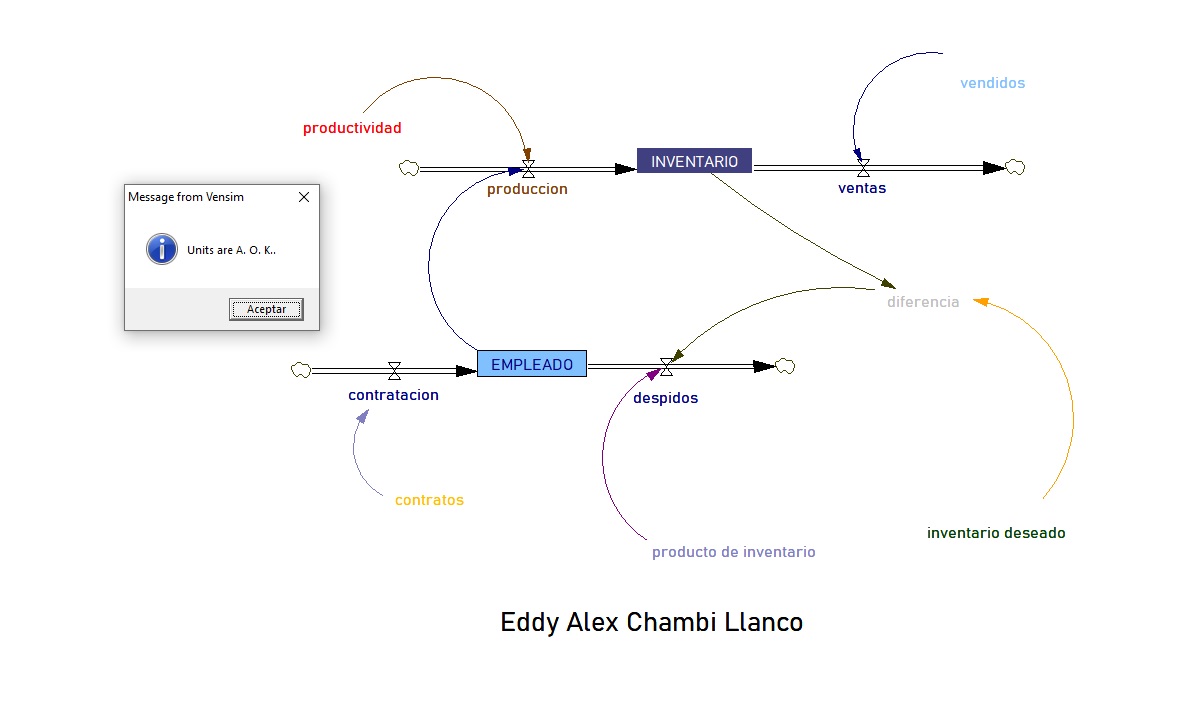 vendidos
productividad
INVENTARIO
produccion
ventas
Message from Vensim
Units are A. O. K..
Aceptar
diferencia
EMPLEADO
contratacion
despidos
contratos
inventario deseado
producto de inventario
Eddy Alex Chambi Llanco